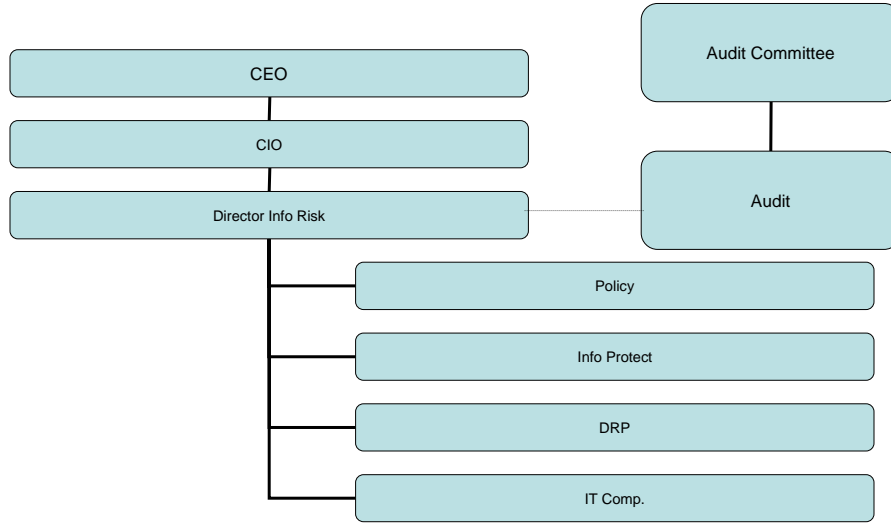 CEO
Audit Committee
CIO
Audit
Director Info Risk
Policy
Info Protect
DRP
IT Comp.